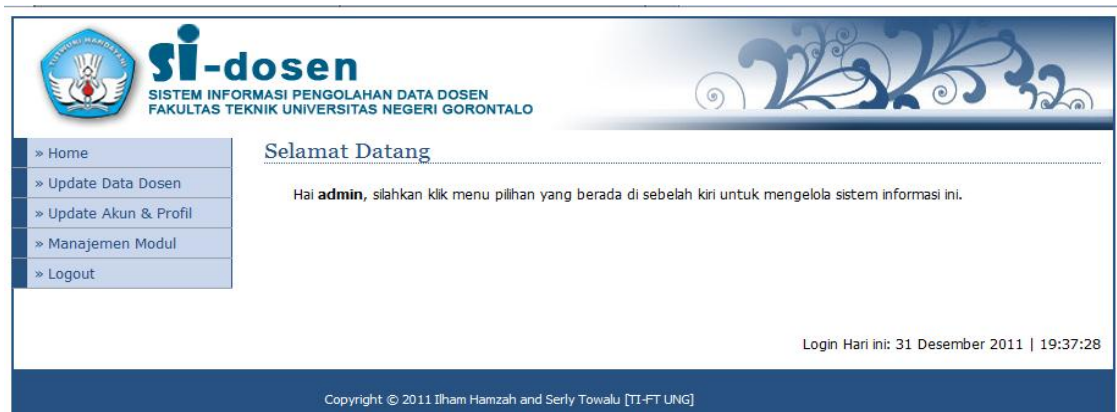 TUT WURI HANDAYANI
si-dosen
SISTEM INFORMASI PENGOLAHAN DATA DOSEN
FAKULTAS TEKNIK UNIVERSITAS NEGERI GORONTALO
» Home
» Update Data Dosen
» Update Akun & Profil
» Manajemen Modul
» Logout
Selamat Datang
Hai admin, silahkan klik menu pilihan yang berada di sebelah kiri untuk mengelola sistem informasi ini.
Login Hari ini: 31 Desember 2011 | 19:37:28
Copyright © 2011 Ilham Hamzah and Serly Towalu [TI-FT UNG]